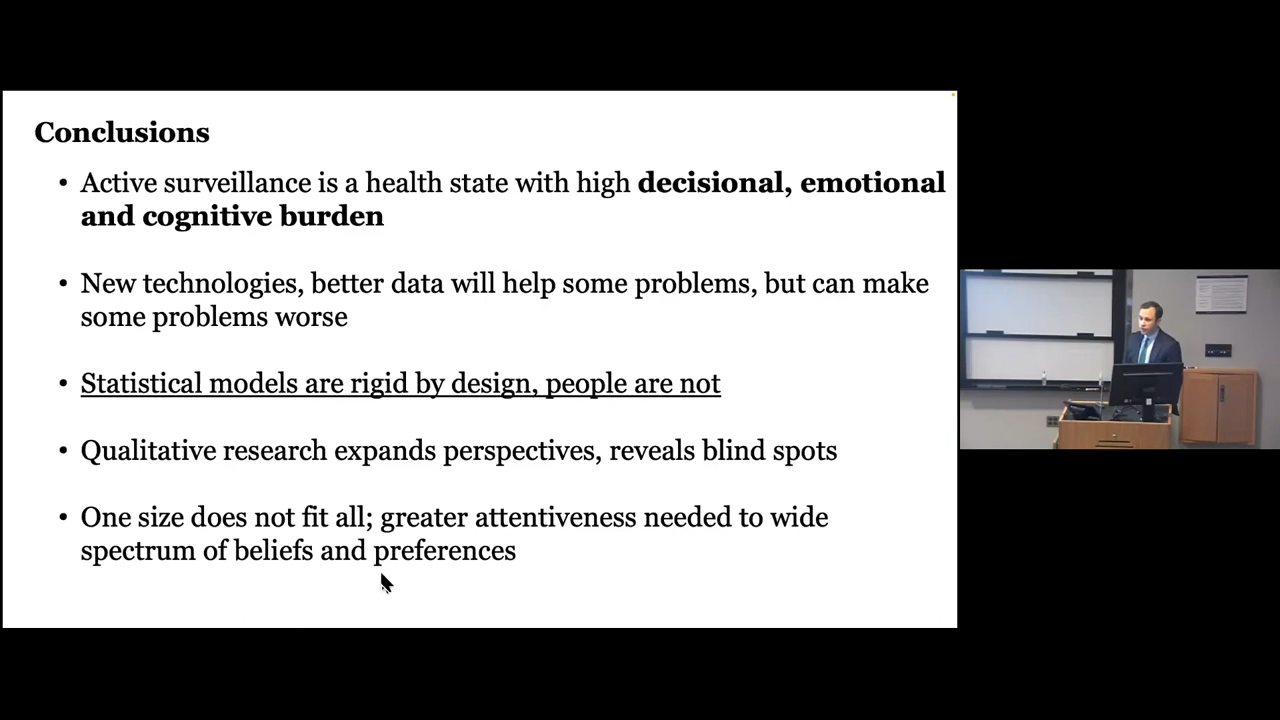 Conclusions
• Active surveillance is a health state with high decisional, emotional
and cognitive burden
• New technologies, better data will help some problems, but can make
some problems worse
• Statistical models are rigid by design, people are not
• Qualitative research expands perspectives, reveals blind spots
• One size does not fit all; greater attentiveness needed to wide
spectrum of beliefs and preferences